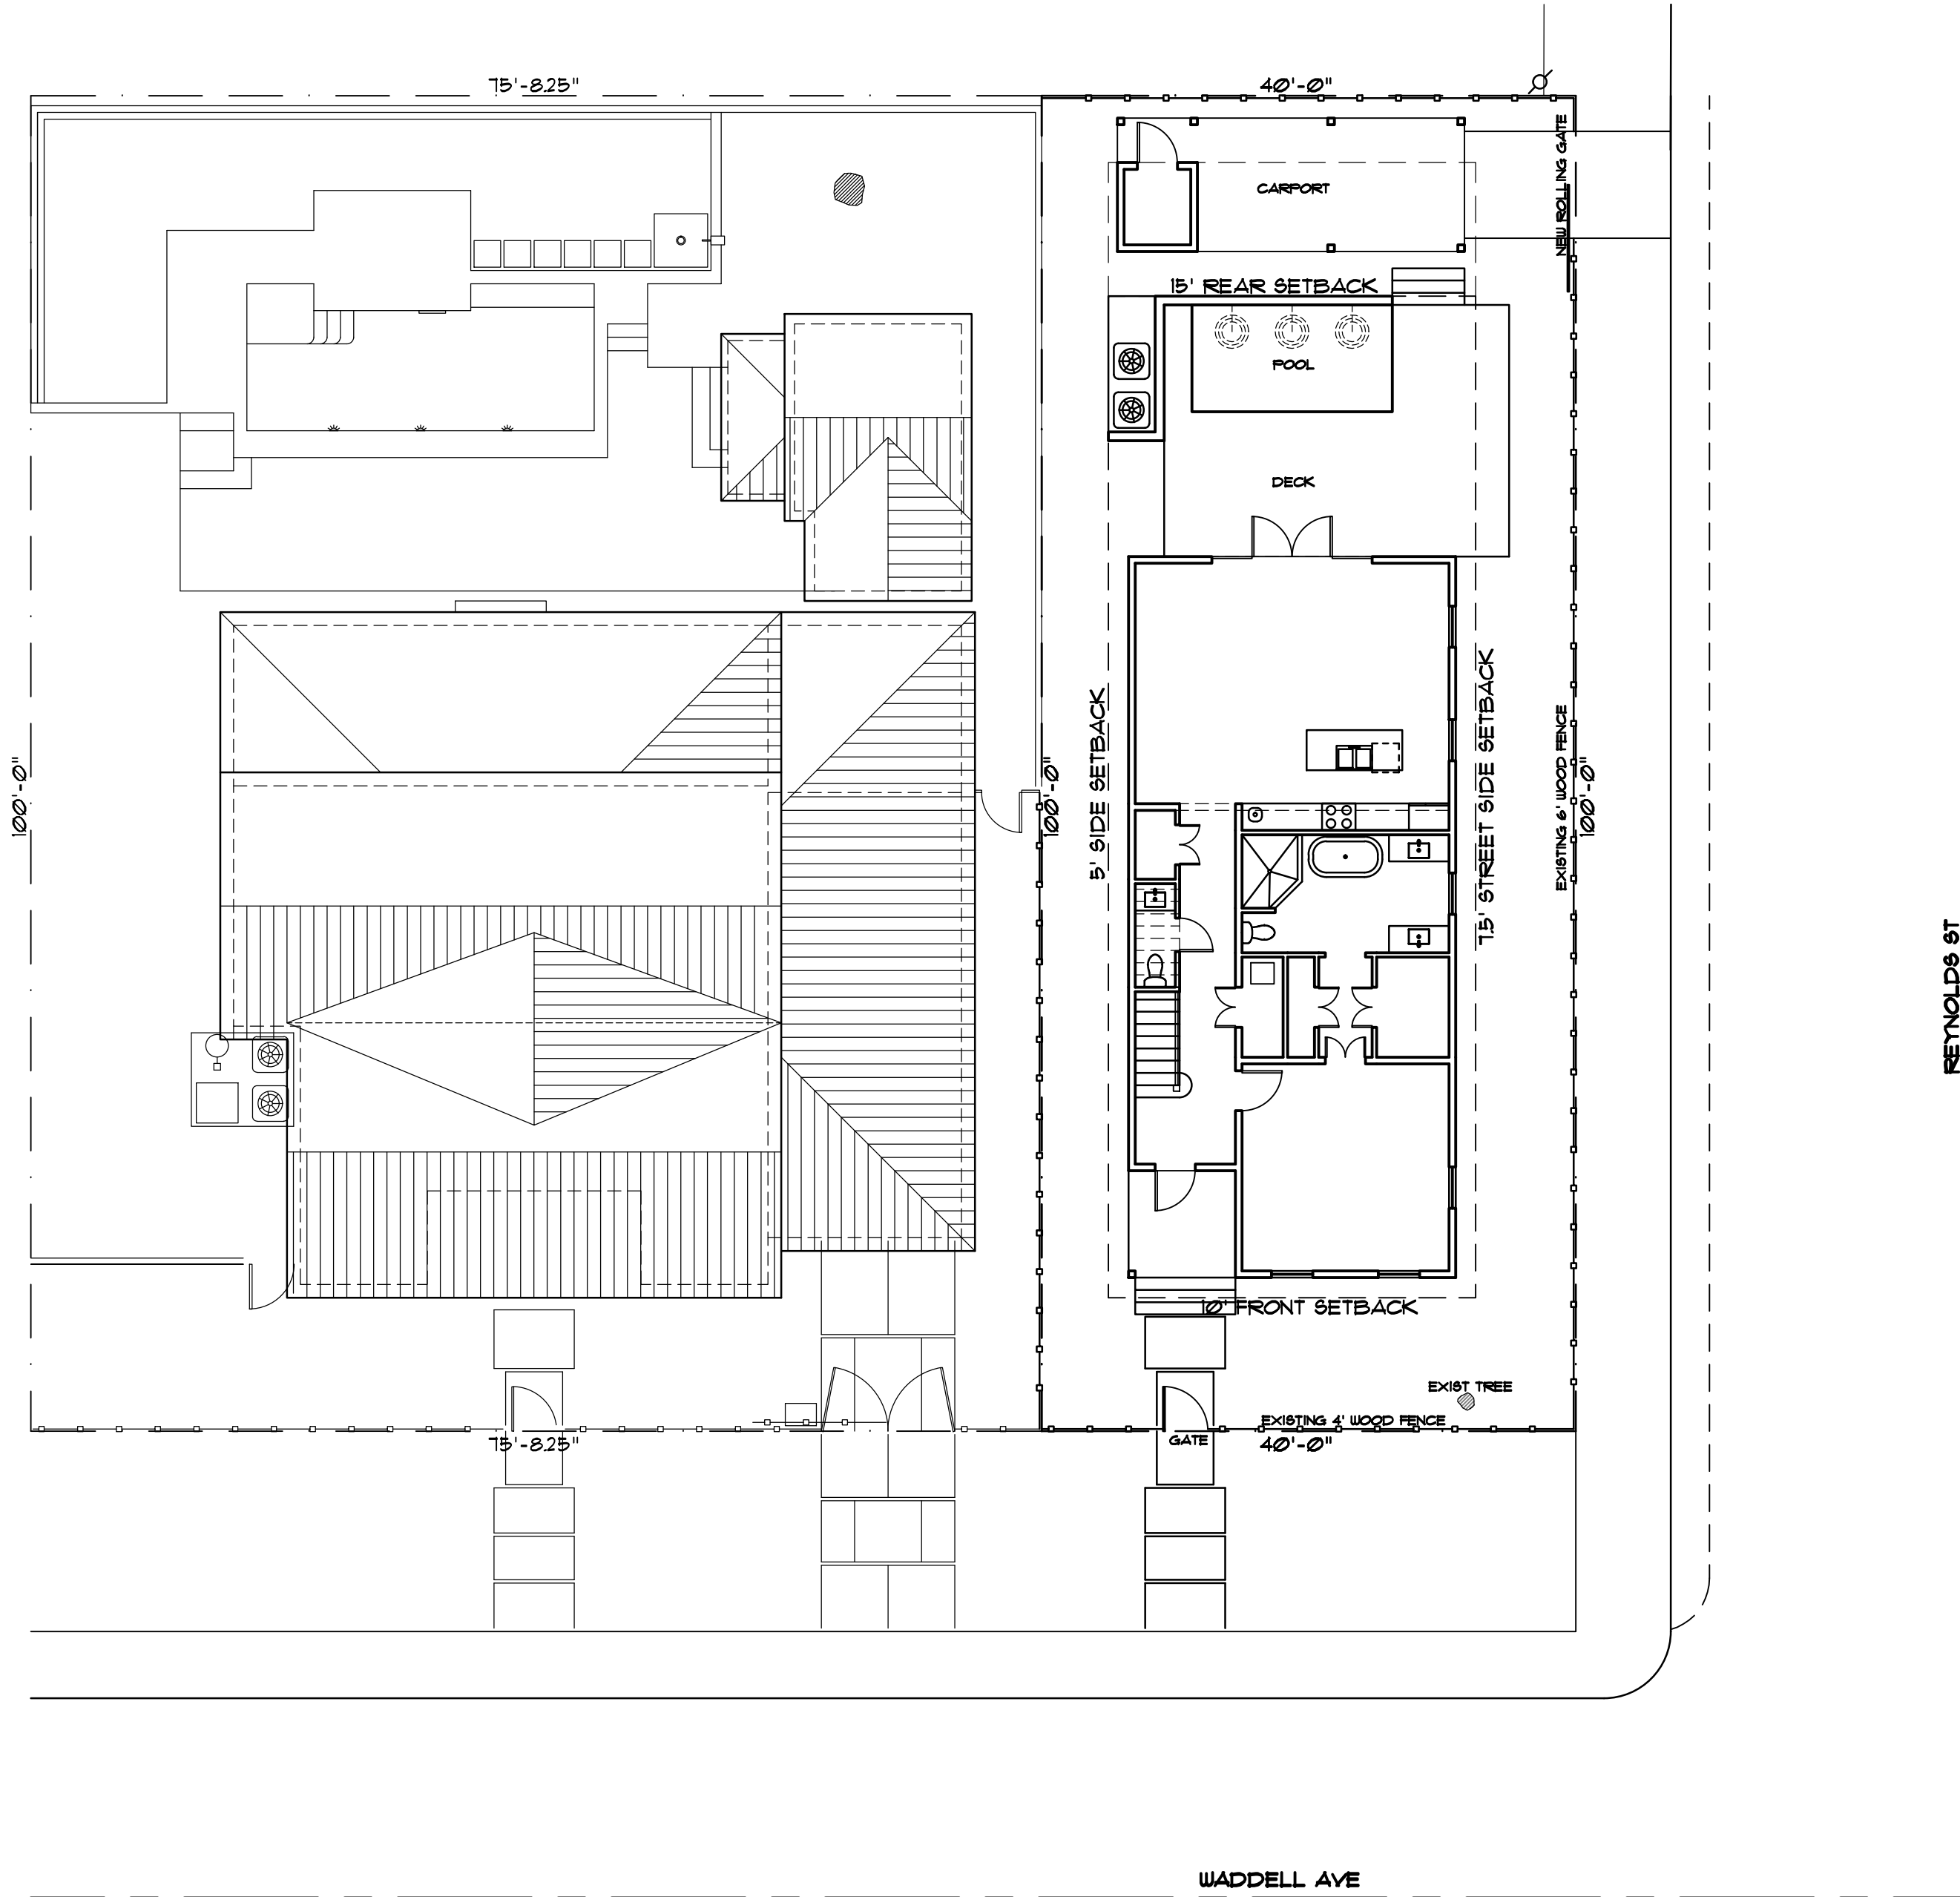 75'-8.25"
40'-0"
NEW ROLLING GATE
CARPORT
15' REAR SETBACK
POOL
DECK
100'-0"
100'-0"
5' SIDE SETBACK
7.5' STREET SIDE SETBACK
EXISTING 6' WOOD FENCE
100'-0"
REYNOLDS ST
10' FRONT SETBACK
EXIST TREE
EXISTING 4' WOOD FENCE
75'-8.25"
GATE
40'-0"
WADDELL AVE